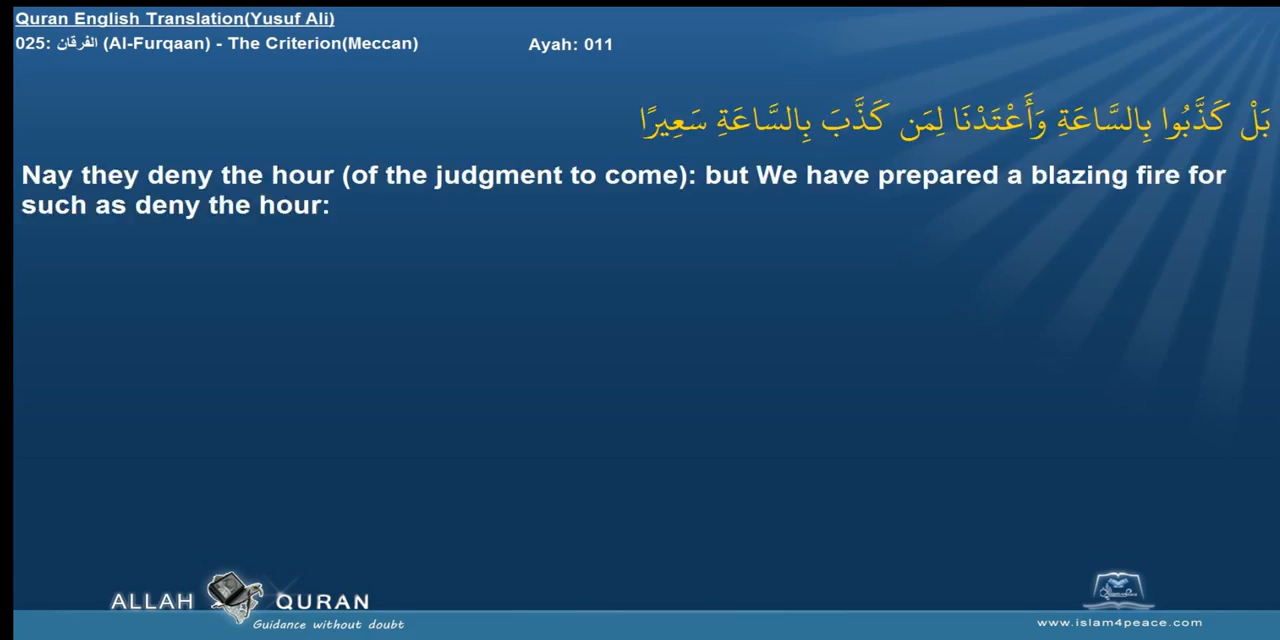 Quran English Translation(Yusuf Ali)
025: الفرقان (Al-Furqaan) - The Criterion(Meccan) Ayah: 011
بَلْ كَذَّبُوا بِالسَّاعَةِ وَأَعْتَدْنَا لِمَن كَذَّبَ بِالسَّاعَةِ سَعِيرًا
Nay they deny the hour (of the judgment to come): but We have prepared a blazing fire for
such as deny the hour:
ALLAH QURAN
Guidance without doubt
www.islam4peace.com